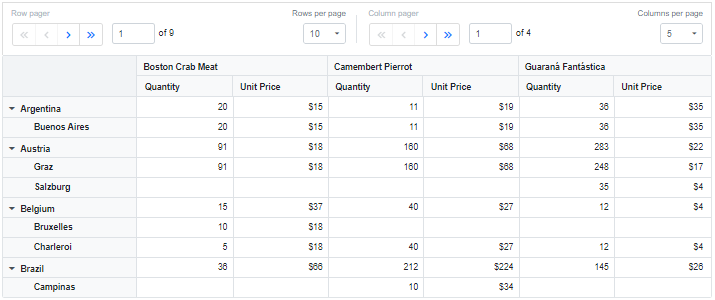 Row pager Rows per page Column pager Columns per page
1 of 9 10 1 of 4 5
Boston Crab Meat Camembert Pierrot Guaraná Fantástica
Quantity Unit Price Quantity Unit Price Quantity Unit Price
Argentina 20 $15 11 $19 36 $35
Buenos Aires 20 $15 11 $19 36 $35
Austria 91 $18 160 $68 283 $22
Graz 91 $18 160 $68 248 $17
Salzburg 35 $4
Belgium 15 $37 40 $27 12 $4
Bruxelles 10 $18
Charleroi 5 $18 40 $27 12 $4
Brazil 36 $66 212 $224 145 $26
Campinas 10 $34